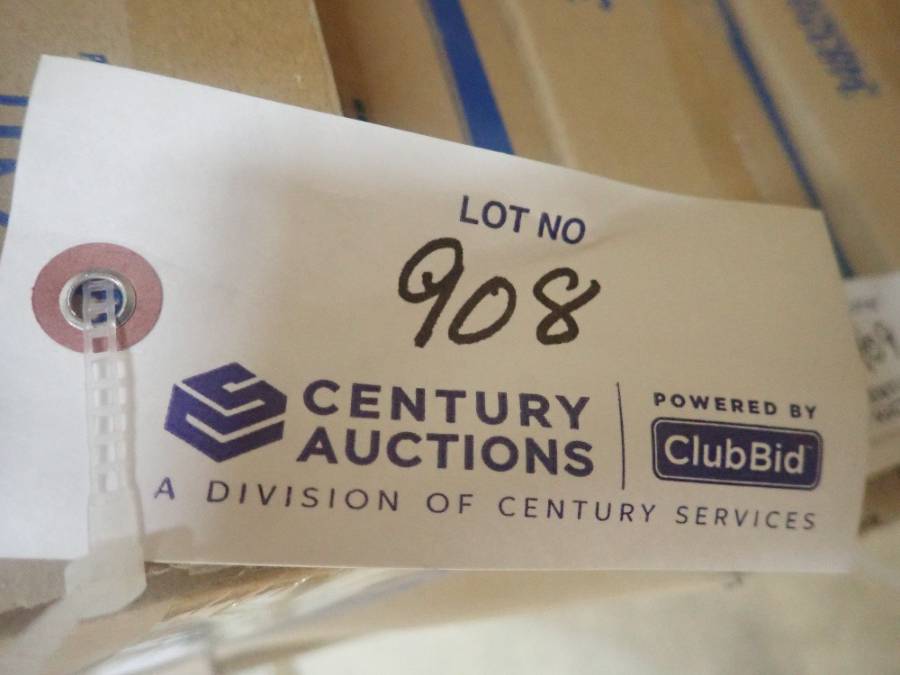 LOT NO
908
CENTURY
AUCTIONS
POWERED BY
ClubBid
A DIVISION OF CENTURY SERVICES